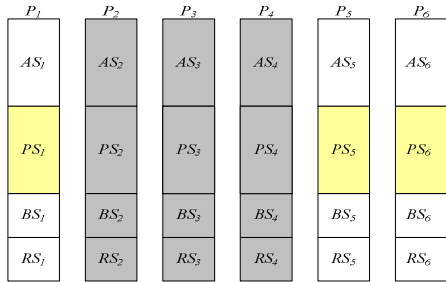 P1 P2 P3 P4 P5 P6
AS1 AS2 AS3 AS4 AS5 AS6
PS1 PS2 PS3 PS4 PS5 PS6
BS1 BS2 BS3 BS4 BS5 BS6
RS1 RS2 RS3 RS4 RS5 RS6